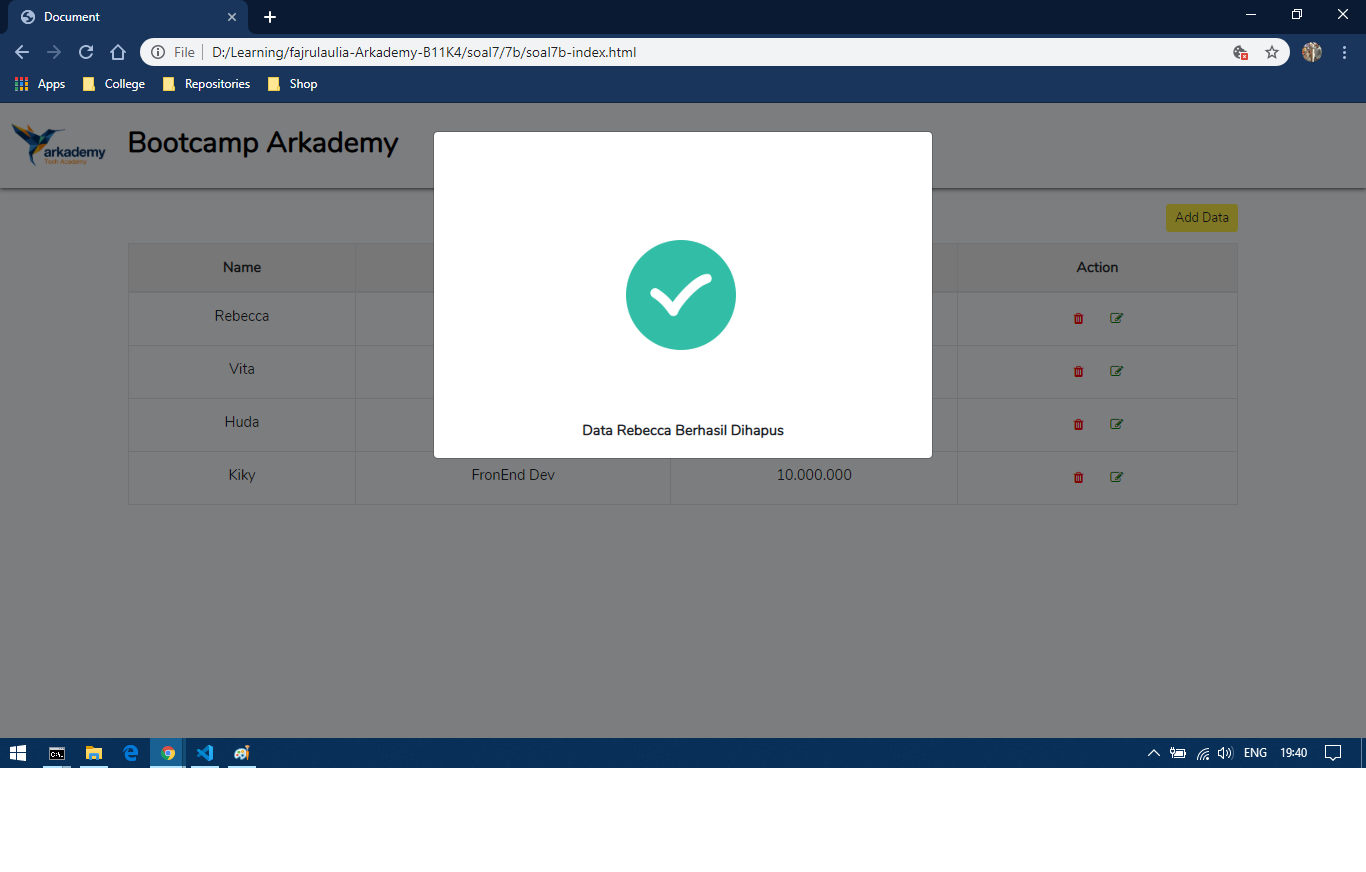 Document
File
D:/Learning/fajrulaulia-Arkademy-B11K4/soal7/7b/soal7b-index.html
Apps
College
Repositories
Shop
arkademy
Tech Academy
Bootcamp Arkademy
Add Data
Name
Action
Rebecca
Vita
Huda
Data Rebecca Berhasil Dihapus
Kiky
FronEnd Dev
10.000.000
ENG
19:40